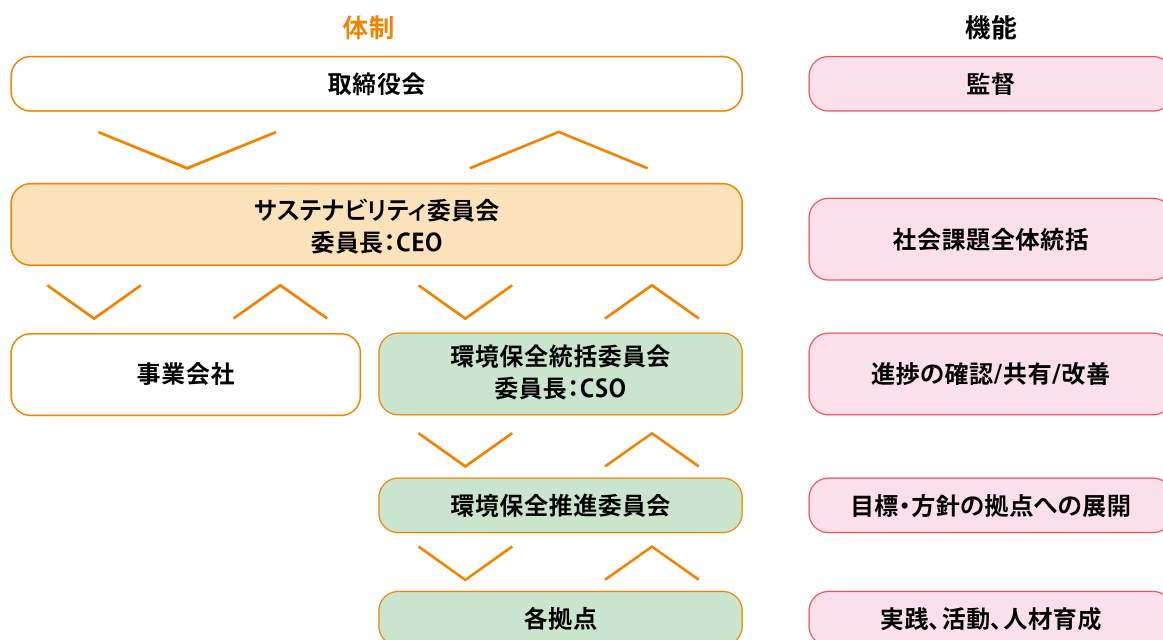 体制
機能
取締役会
監督
サステナビリティ委員会
委員長：CEO
社会課題全体統括
事業会社
環境保全統括委員会
委員長：CSO
進捗の確認/共有/改善
環境保全推進委員会
目標・方針の拠点への展開
各拠点
実践、活動、人材育成